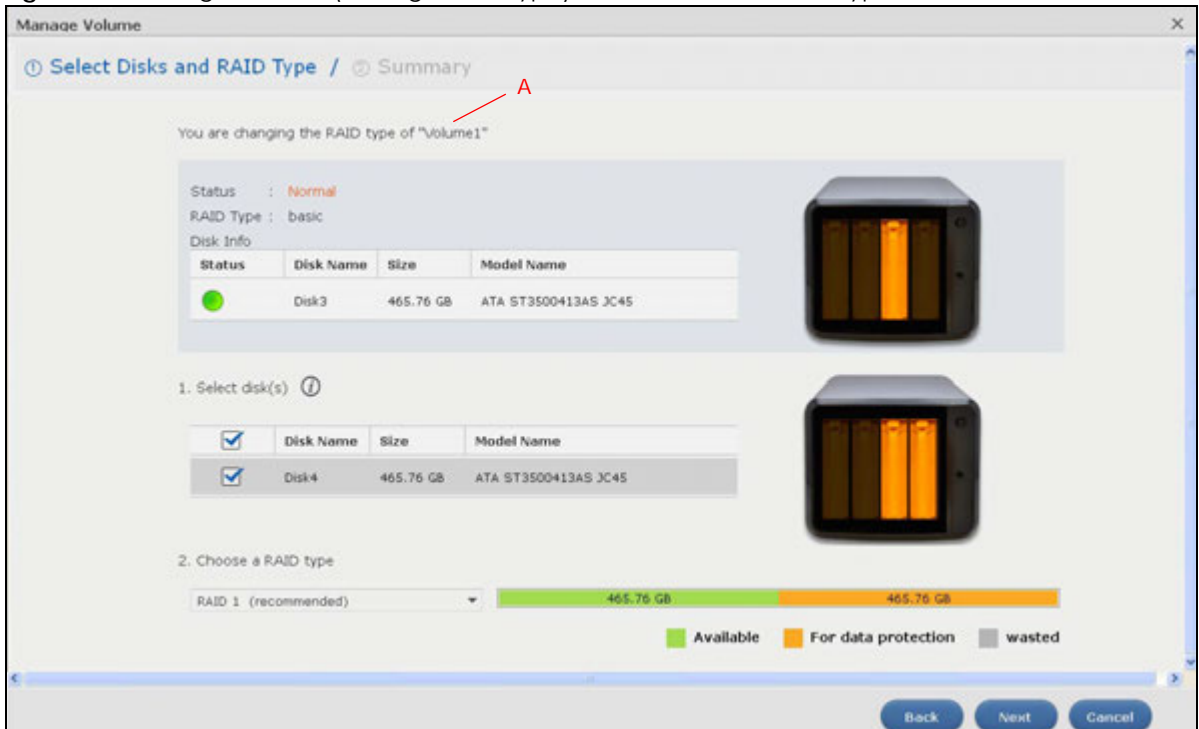 Manage Volume
① Select Disks and RAID Type / ② Summary
A
You are changing the RAID type of "Volume1"
Status : Normal
RAID Type : basic
Disk Info
Status Disk Name Size Model Name
Disk3 465.76 GB ATA ST3500413AS JC45
1. Select disk(s) i
Disk Name Size Model Name
Disk4 465.76 GB ATA ST3500413AS JC45
2. Choose a RAID type
RAID 1 (recommended) 465.76 GB 465.76 GB
Available For data protection wasted
Back Next Cancel